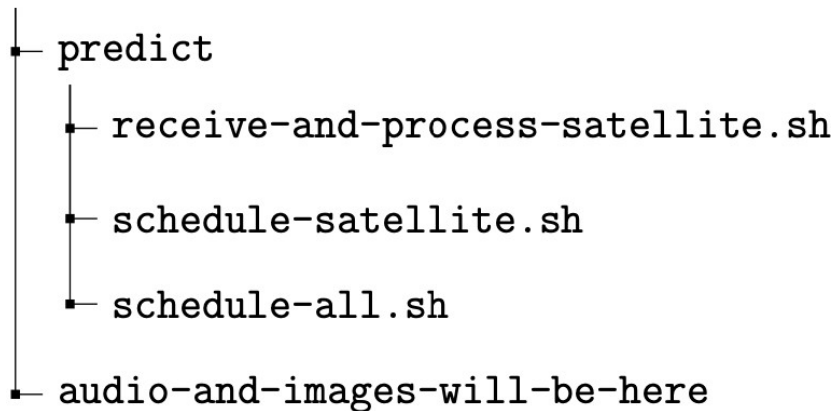 predict
receive-and-process-satellite.sh
schedule-satellite.sh
schedule-all.sh
audio-and-images-will-be-here